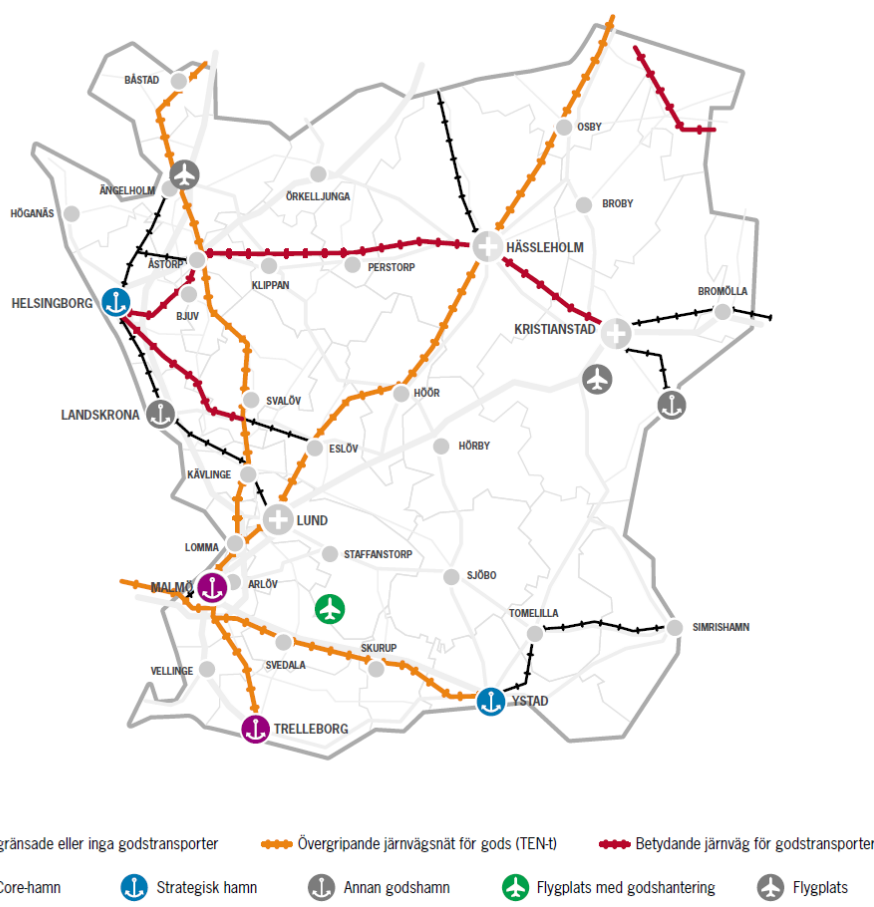 BÅSTAD
OSBY
ÄNGELHOLM
ÖRKELLJUNGA
HÖGANÄS
BROBY
HÄSSLEHOLM
ÅSTORP
KLIPPAN
PERSTORP
HELSINGBORG
BJUV
BROMÖLLA
KRISTIANSTAD
LANDSKRONA
SVALÖV
HÖÖR
ESLÖV
HÖRBY
KÄVLINGE
LUND
LOMMA
STAFFANSTORP
MALMÖ
ARLÖV
SJÖBO
TOMELILLA
SIMRISHAMN
SKURUP
VELLINGE
SVEDALA
YSTAD
TRELLEBORG
gränsade eller inga godstransporter Övergripande järnvägsnät för gods (TEN-t) Betydande järnväg för godstransporter
Core-hamn Strategisk hamn Annan godshamn Flygplats med godshantering Flygplats